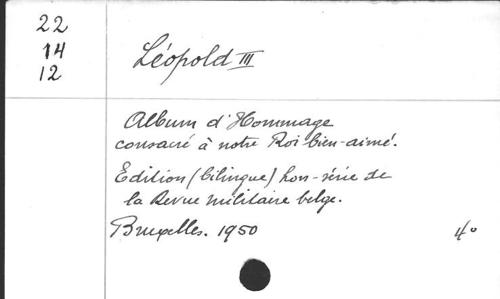 22
14
12
Léopold III
Album d'Hommage
consacré à notre Roi bien-aimé.
Edition (bilingue) hors-série de
la Revue militaire belge.
Bruxelles. 1950
4°